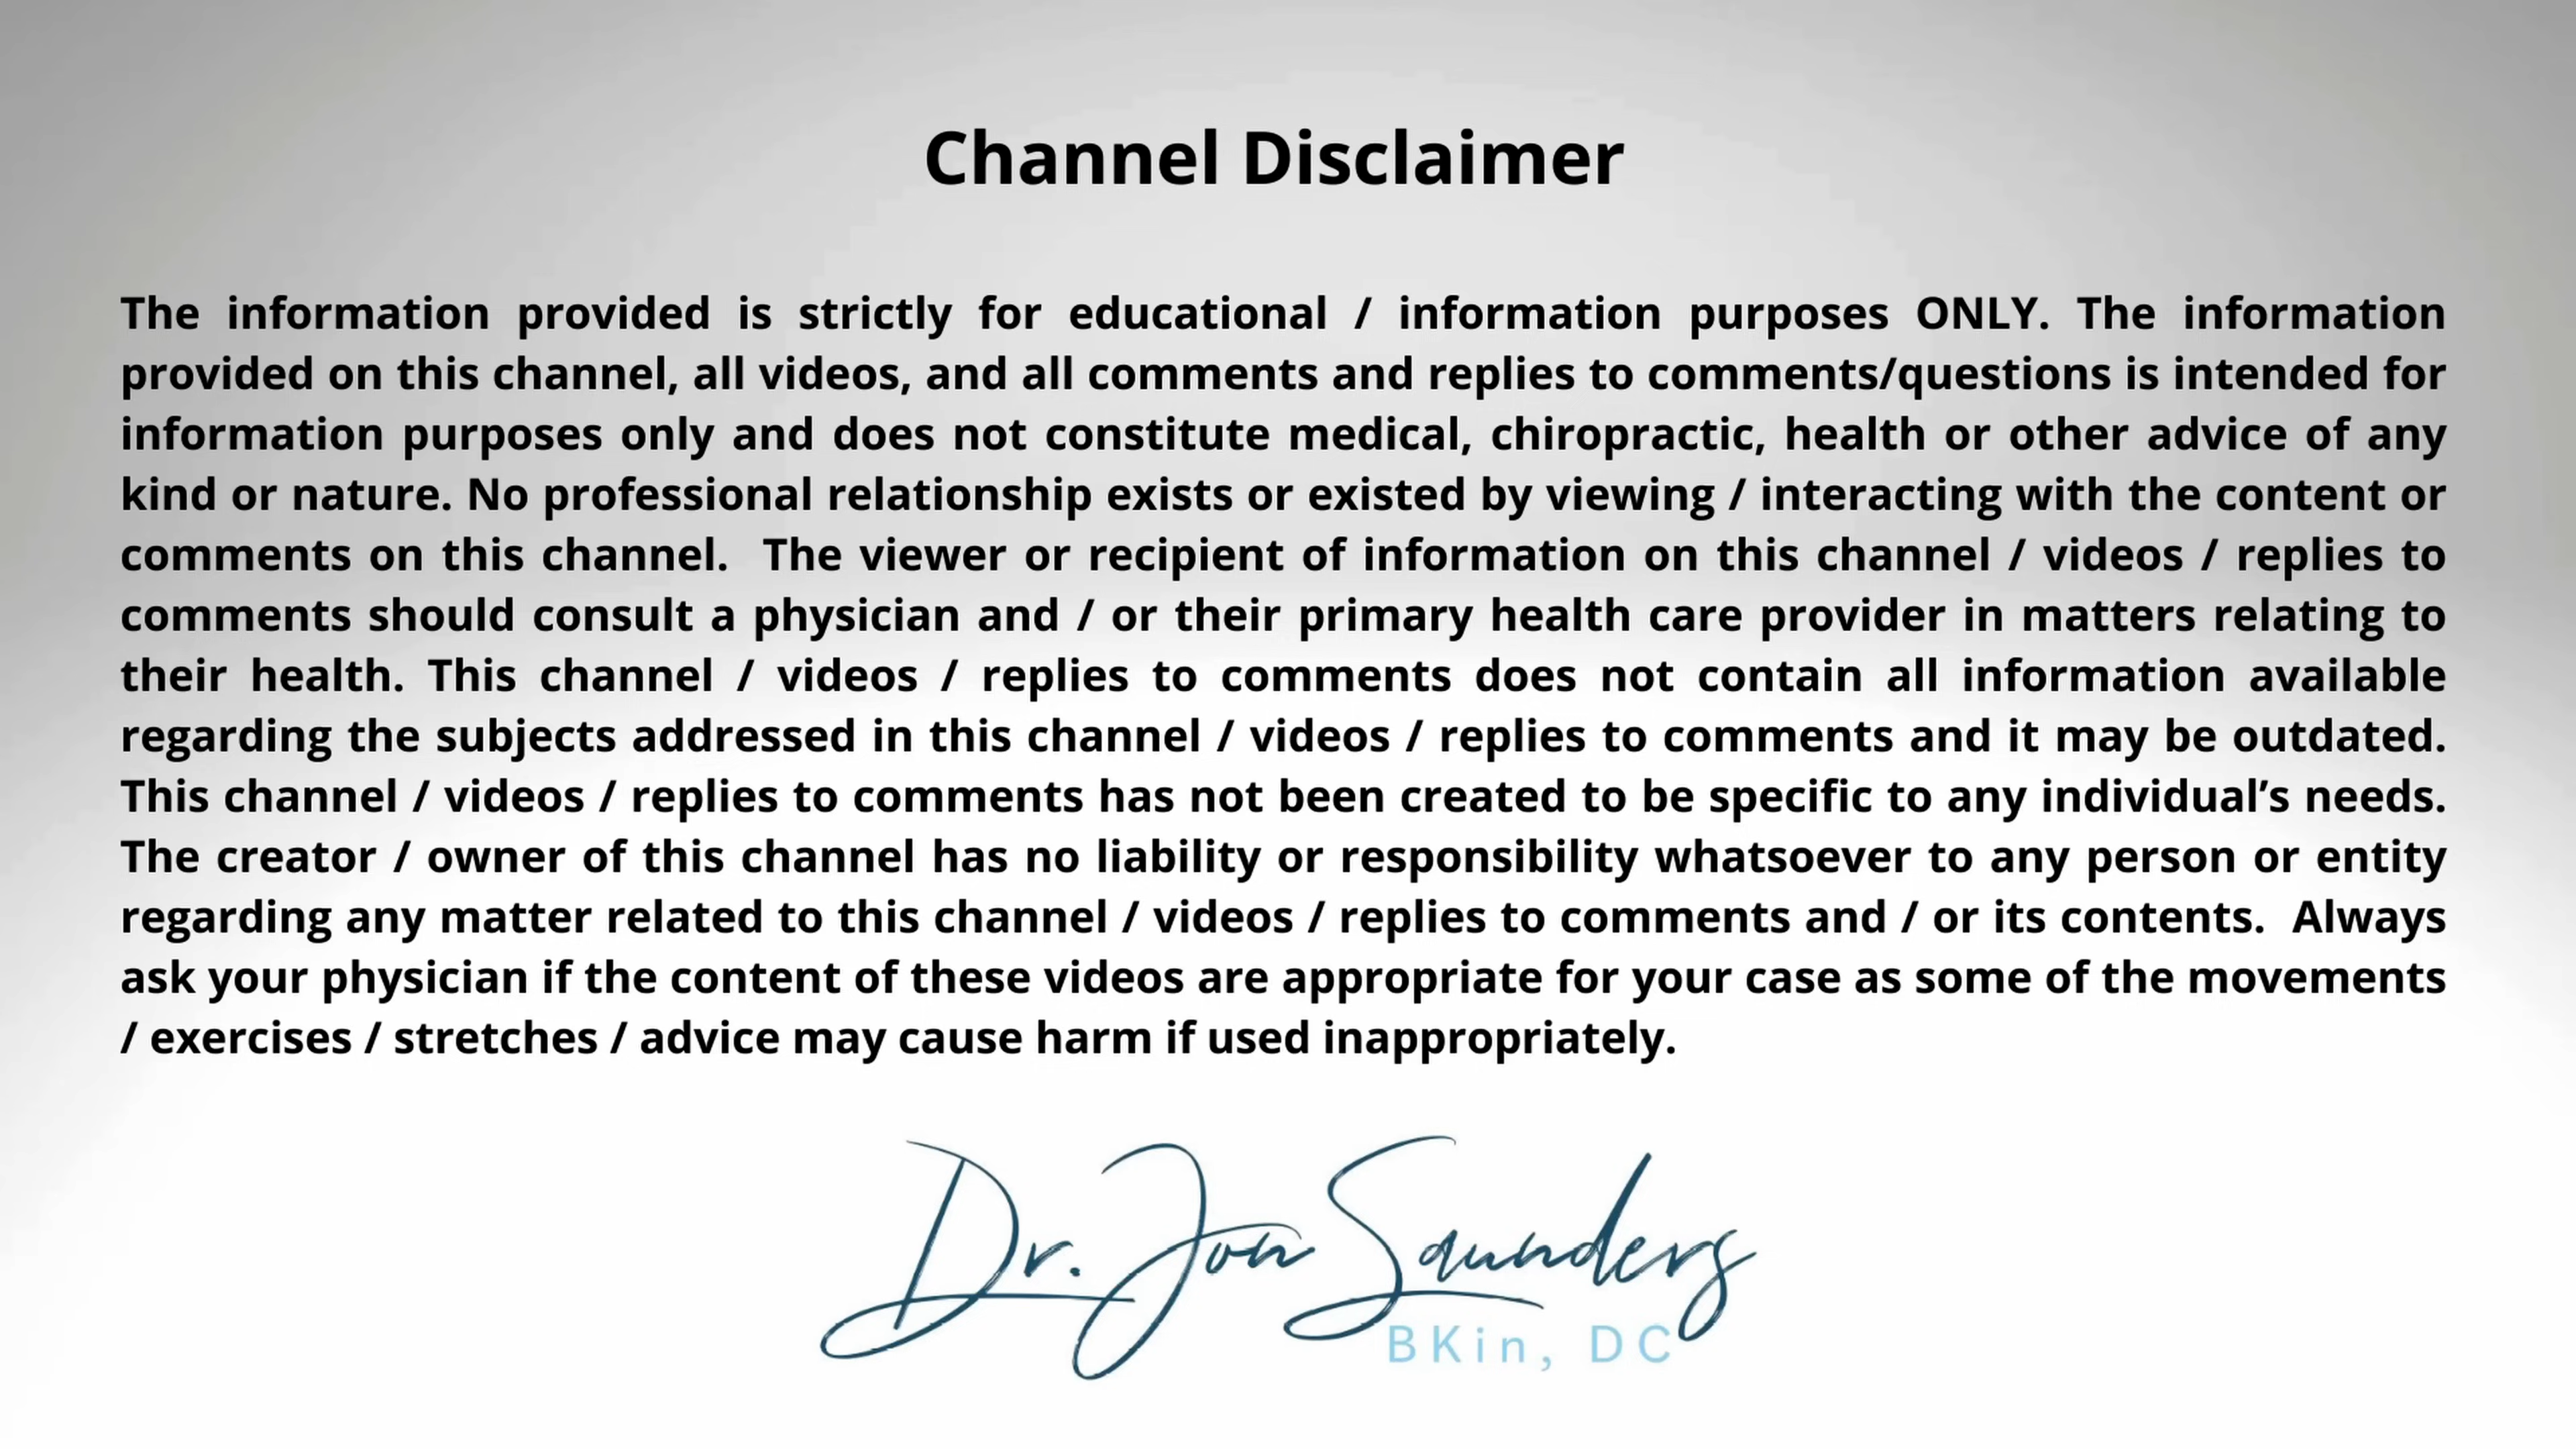 Channel Disclaimer
The information provided is strictly for educational / information purposes ONLY. The information
provided on this channel, all videos, and all comments and replies to comments/questions is intended for
information purposes only and does not constitute medical, chiropractic, health or other advice of any
kind or nature. No professional relationship exists or existed by viewing / interacting with the content or
comments on this channel.  The viewer or recipient of information on this channel / videos / replies to
comments should consult a physician and / or their primary health care provider in matters relating to
their health. This channel / videos / replies to comments does not contain all information available
regarding the subjects addressed in this channel / videos / replies to comments and it may be outdated.
This channel / videos / replies to comments has not been created to be specific to any individual’s needs.
The creator / owner of this channel has no liability or responsibility whatsoever to any person or entity
regarding any matter related to this channel / videos / replies to comments and / or its contents.  Always
ask your physician if the content of these videos are appropriate for your case as some of the movements
/ exercises / stretches / advice may cause harm if used inappropriately.
Dr. Jon Saunders
BKin, DC